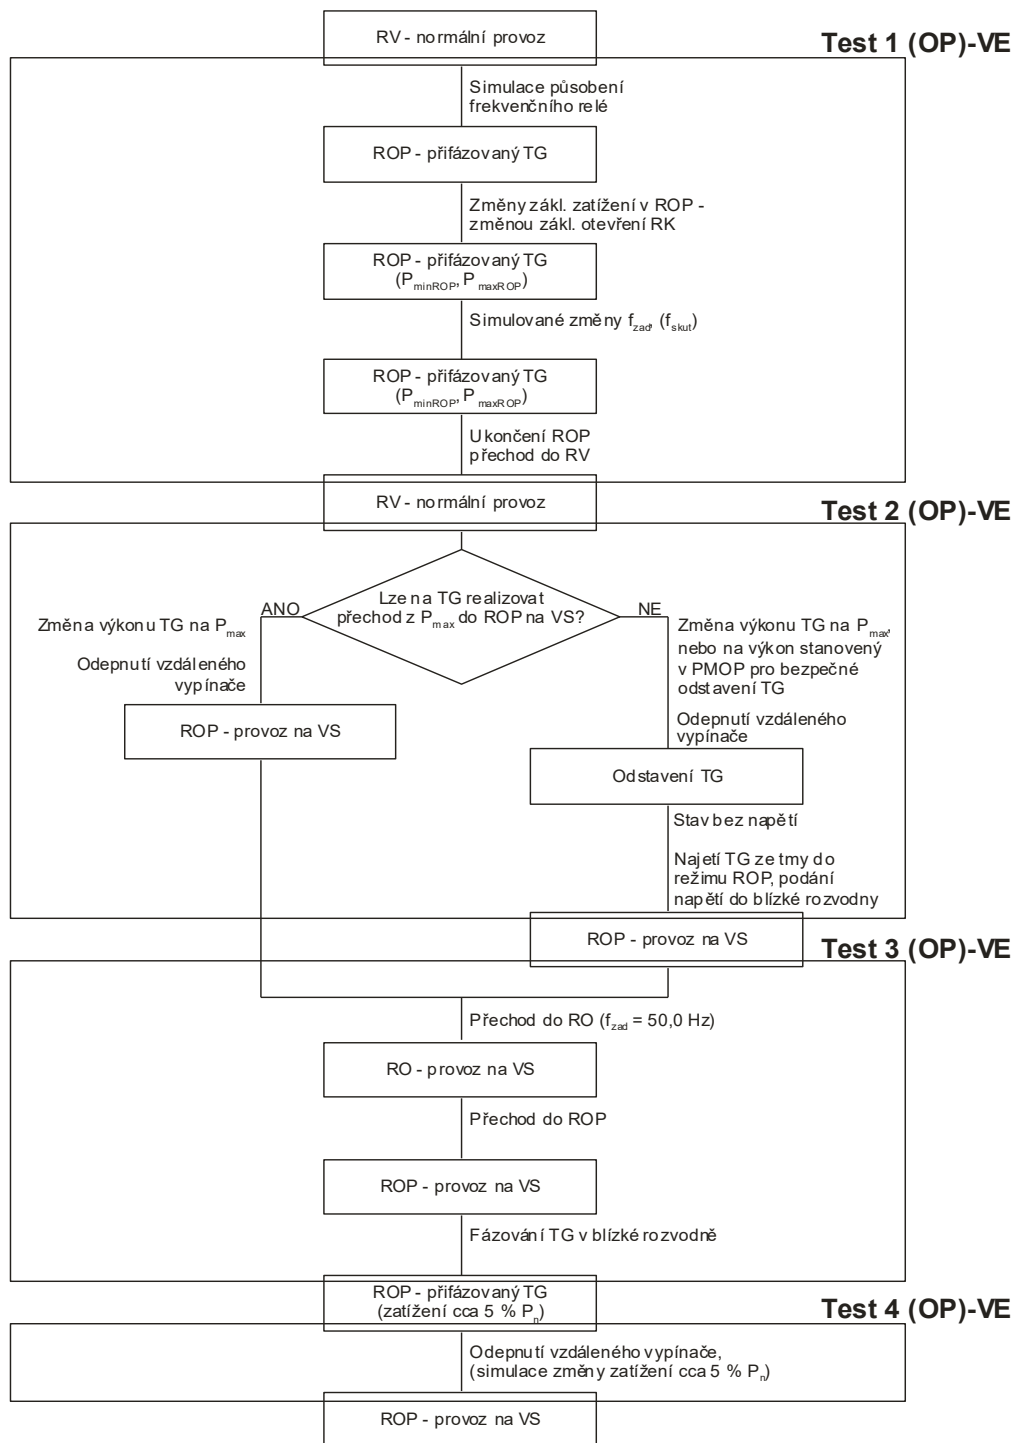 RV - normální provoz
Test 1 (OP)-VE
Simulace působení
frekvenčního relé
ROP - přifázovaný TG
Změny zákl. zatížení v ROP -
změnou zákl. otevření RK
ROP - přifázovaný TG
(PminROP, PmaxROP)
Simulované změny fzad, (fskut)
ROP - přifázovaný TG
(PminROP, PmaxROP)
Ukončení ROP
přechod do RV
RV - normální provoz
Test 2 (OP)-VE
Lze na TG realizovat
přechod z Pmax do ROP na VS?
ANO
NE
Změna výkonu TG na Pmax
Odepnutí vzdáleného
vypínače
ROP - provoz na VS
Změna výkonu TG na Pmax,
nebo na výkon stanovený
v PMOP pro bezpečné
odstavení TG
Odepnutí vzdáleného
vypínače
Odstavení TG
Stav bez napětí
Najetí TG ze tmy do
režimu ROP, podání
napětí do blízké rozvodny
ROP - provoz na VS
Test 3 (OP)-VE
Přechod do RO (fzad = 50,0 Hz)
RO - provoz na VS
Přechod do ROP
ROP - provoz na VS
Fázování TG v blízké rozvodně
ROP - přifázovaný TG
(zatížení cca 5 % Pn)
Test 4 (OP)-VE
Odepnutí vzdáleného vypínače,
(simulace změny zatížení cca 5 % Pn)
ROP - provoz na VS